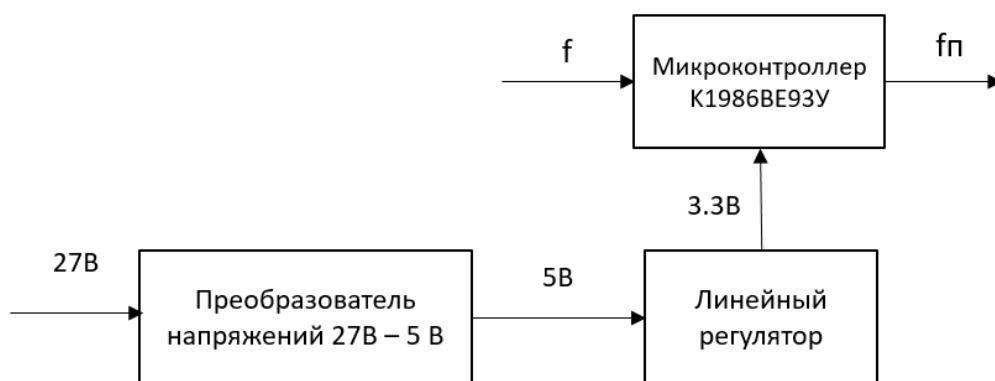 f
fп
Микроконтроллер
К1986ВЕ93У
3.3В
27В
5В
Преобразователь
напряжений 27В – 5 В
Линейный
регулятор